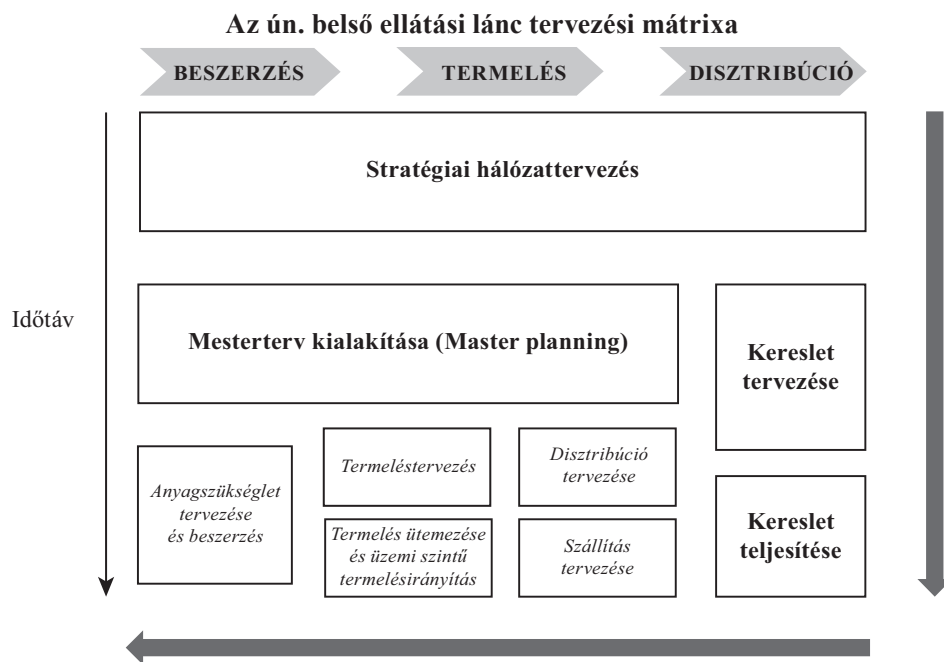 Az ún. belső ellátási lánc tervezési mátrixa
BESZERZÉS
TERMELÉS
DISZTRIBÚCIÓ
Stratégiai hálózattervezés
Időtáv
Mesterterv kialakítása (Master planning)
Kereslet
tervezése
Anyagszükséglet
tervezése
és beszerzés
Termeléstervezés
Disztribúció
tervezése
Termelés ütemezése
és üzemi szintű
termelésirányítás
Szállítás
tervezése
Kereslet
teljesítése